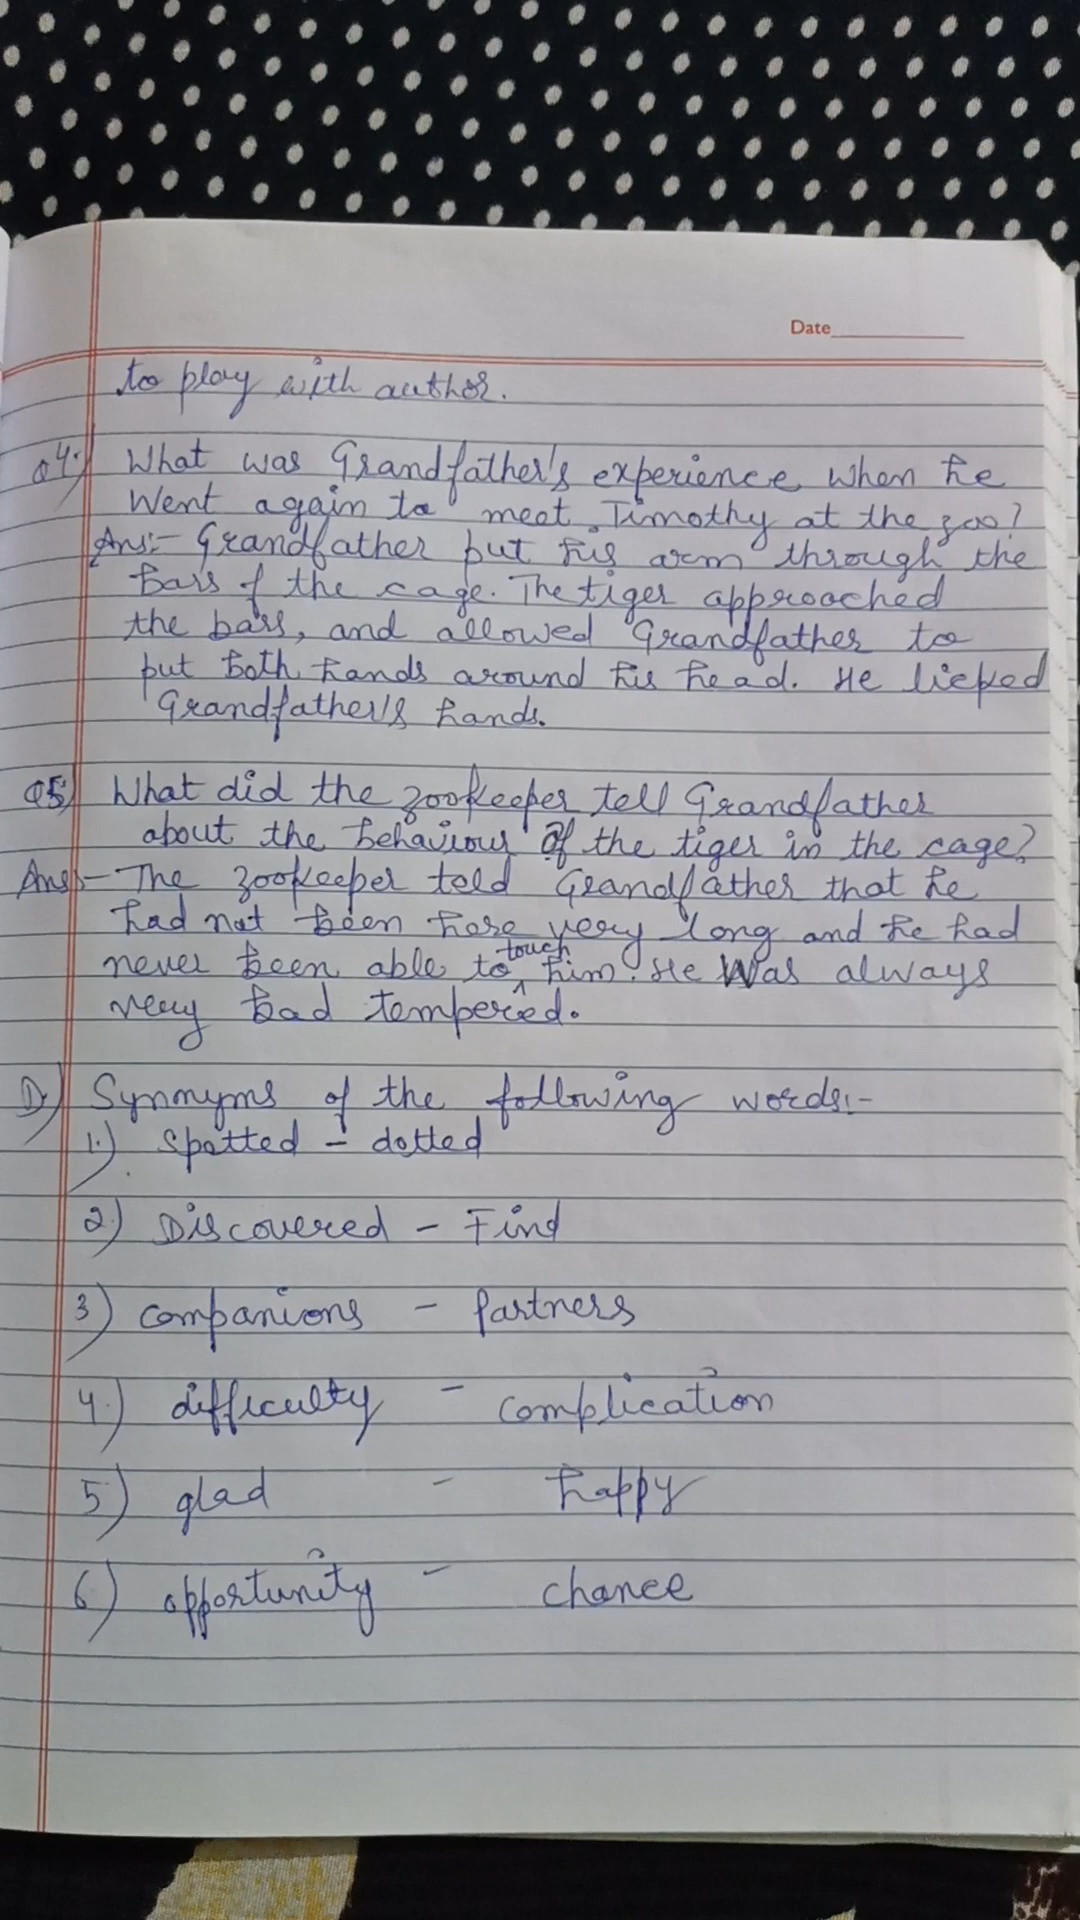 Date
to play with author.
Q4.) What was Grandfather's experience when he
Went again to meet Timothy at the zoo?
Ans:- Grandfather put his arm through the
bars of the cage. The tiger approached
the bars, and allowed Grandfather to
put both hands around his head. He licked
Grandfather's hands.
Q5) What did the zookeeper tell Grandfather
about the behaviour of the tiger in the cage?
Ans:- The zookeeper told Grandfather that he
had not been here very long and he had
never been able to touch him. He Was always
very bad tempered.
D) Synonyms of the following words:-
1.) Spotted - dotted
2) Discovered - Find
3) companions - Partners
4.) difficulty - complication
5) glad - happy
6) opportunity - chance